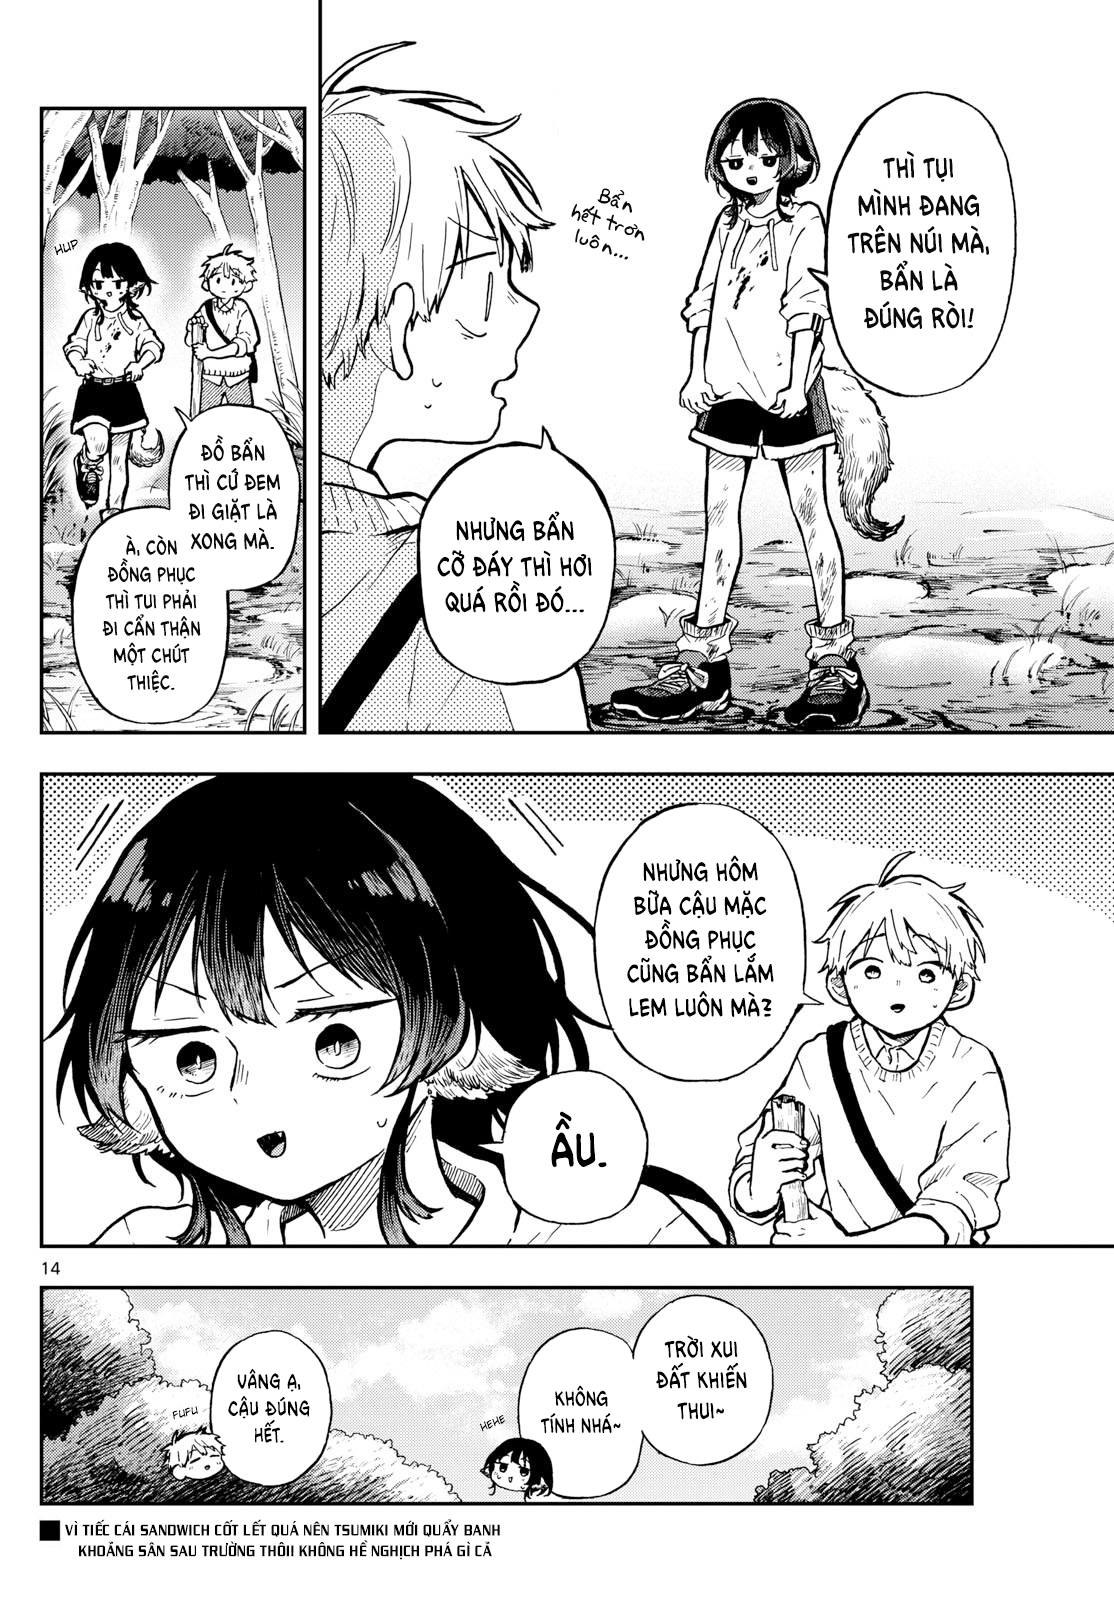 THÌ TỤI
MÌNH ĐANG
TRÊN NÚI MÀ,
BẨN LÀ
ĐÚNG RÒI!
Bẩn
hết trơn
luôn...
NHƯNG BẨN
CỠ ĐÁY THÌ HƠI
QUÁ RỒI ĐÓ...
HUP
ĐỒ BẨN
THÌ CỨ ĐEM
ĐI GIẶT LÀ
XONG MÀ.
À, CÒN
ĐỒNG PHỤC
THÌ TUI PHẢI
ĐI CẨN THẬN
MỘT CHÚT
THIỆC.
NHƯNG HÔM
BỮA CẬU MẶC
ĐỒNG PHỤC
CŨNG BẨN LẮM
LEM LUÔN MÀ?
ẦU.
14
TRỜI XUI
ĐẤT KHIẾN
THUI~
KHÔNG
TÍNH NHÁ~
HEHE
VÂNG Ạ,
CẬU ĐÚNG
HẾT.
FUFU
VÌ TIẾC CÁI SANDWICH CỐT LẾT QUÁ NÊN TSUMIKI MỚI QUẨY BANH
KHOẢNG SÂN SAU TRƯỜNG THÔII KHÔNG HỀ NGHỊCH PHÁ GÌ CẢ